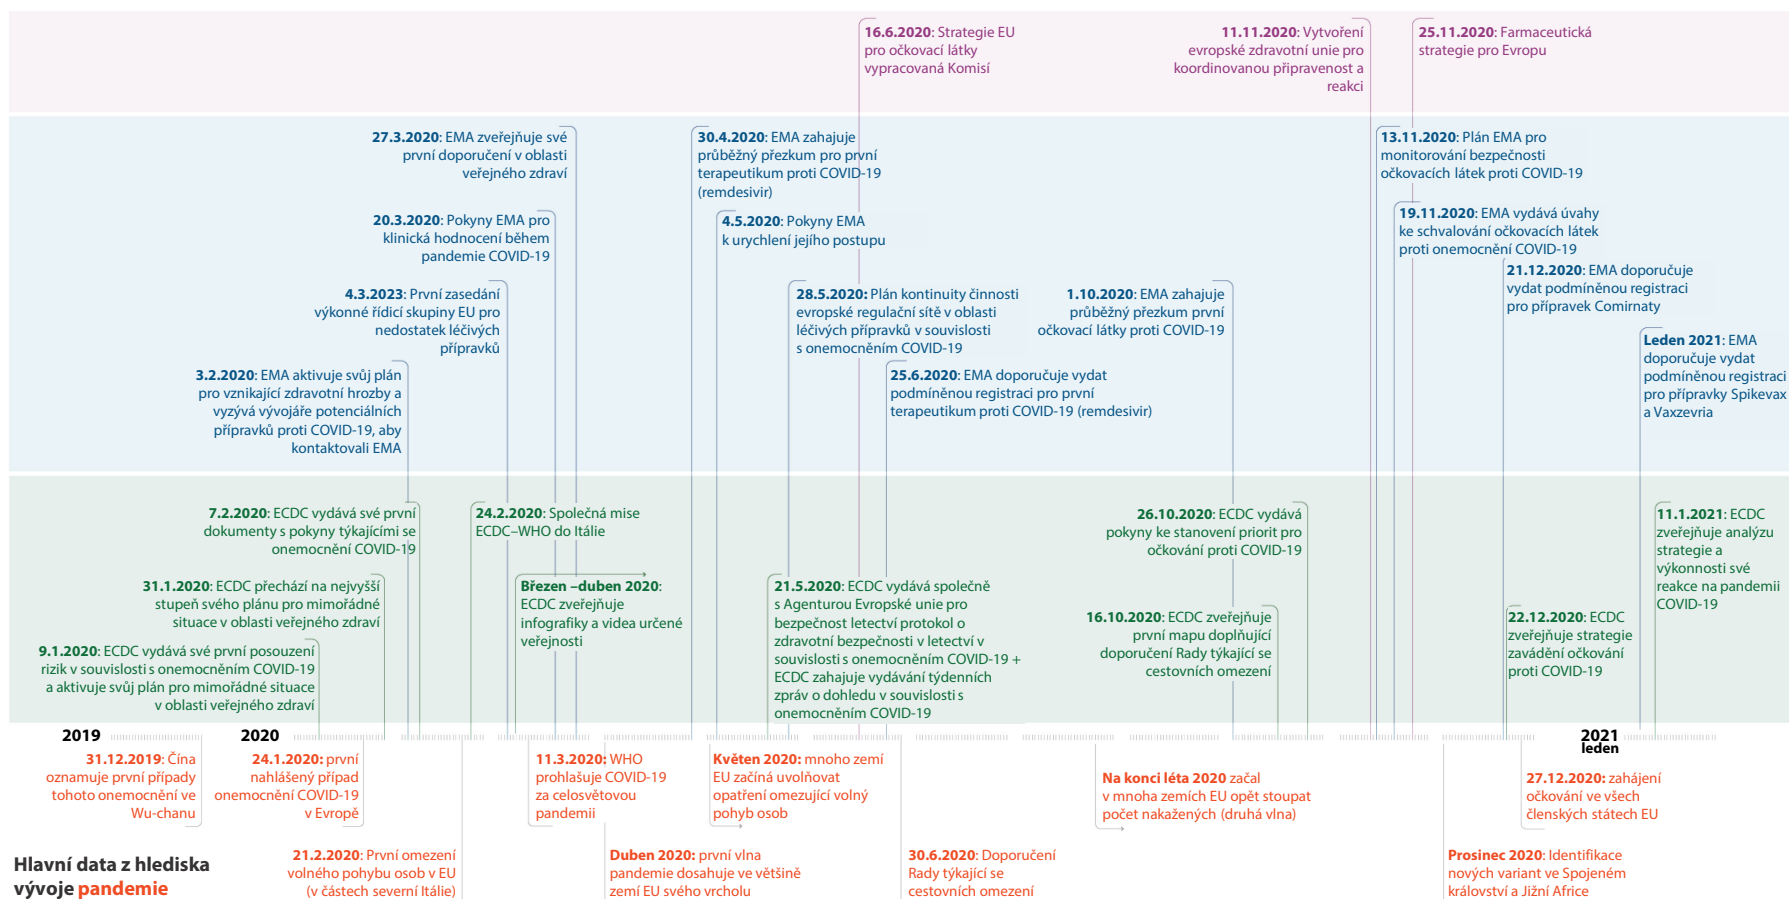 16.6.2020: Strategie EU
pro očkovací látky
vypracovaná Komisí
11.11.2020: Vytvoření
evropské zdravotní unie pro
koordinovanou připravenost a
reakci
25.11.2020: Farmaceutická
strategie pro Evropu
27.3.2020: EMA zveřejňuje své
první doporučení v oblasti
veřejného zdraví
30.4.2020: EMA zahajuje
průběžný přezkum pro první
terapeutikum proti COVID-19
(remdesivir)
13.11.2020: Plán EMA pro
monitorování bezpečnosti
očkovacích látek proti COVID-19
20.3.2020: Pokyny EMA pro
klinická hodnocení během
pandemie COVID-19
4.5.2020: Pokyny EMA
k urychlení jejího postupu
19.11.2020: EMA vydává úvahy
ke schvalování očkovacích látek
proti onemocnění COVID-19
4.3.2023: První zasedání
výkonné řídicí skupiny EU pro
nedostatek léčivých
přípravků
28.5.2020: Plán kontinuity činnosti
evropské regulační sítě v oblasti
léčivých přípravků v souvislosti
s onemocněním COVID-19
1.10.2020: EMA zahajuje
průběžný přezkum první
očkovací látky proti COVID-19
21.12.2020: EMA doporučuje
vydat podmíněnou registraci
pro přípravek Comirnaty
Leden 2021: EMA
doporučuje vydat
podmíněnou registraci
pro přípravky Spikevax
a Vaxzevria
3.2.2020: EMA aktivuje svůj plán
pro vznikající zdravotní hrozby a
vyzývá vývojáře potenciálních
přípravků proti COVID-19, aby
kontaktovali EMA
25.6.2020: EMA doporučuje vydat
podmíněnou registraci pro první
terapeutikum proti COVID-19 (remdesivir)
7.2.2020: ECDC vydává své první
dokumenty s pokyny týkajícími se
onemocnění COVID-19
24.2.2020: Společná mise
ECDC–WHO do Itálie
26.10.2020: ECDC vydává
pokyny ke stanovení priorit pro
očkování proti COVID-19
11.1.2021: ECDC
zveřejňuje analýzu
strategie a
výkonnosti své
reakce na pandemii
COVID-19
31.1.2020: ECDC přechází na nejvyšší
stupeň svého plánu pro mimořádné
situace v oblasti veřejného zdraví
Březen –duben 2020:
ECDC zveřejňuje
infografiky a videa určené
veřejnosti
21.5.2020: ECDC vydává společně
s Agenturou Evropské unie pro
bezpečnost letectví protokol o
zdravotní bezpečnosti v letectví v
souvislosti s onemocněním COVID-19 +
ECDC zahajuje vydávání týdenních
zpráv o dohledu v souvislosti s
onemocněním COVID-19
16.10.2020: ECDC zveřejňuje
první mapu doplňující
doporučení Rady týkající se
cestovních omezení
22.12.2020: ECDC
zveřejňuje strategie
zavádění očkování
proti COVID-19
9.1.2020: ECDC vydává své první posouzení
rizik v souvislosti s onemocněním COVID-19
a aktivuje svůj plán pro mimořádné situace
v oblasti veřejného zdraví
2019
2020
2021
leden
31.12.2019: Čína
oznamuje první případy
tohoto onemocnění ve
Wu-chanu
24.1.2020: první
nahlášený případ
onemocnění COVID-19
v Evropě
11.3.2020: WHO
prohlašuje COVID-19
za celosvětovou
pandemii
Květen 2020: mnoho zemí
EU začíná uvolňovat
opatření omezující volný
pohyb osob
Na konci léta 2020 začal
v mnoha zemích EU opět stoupat
počet nakažených (druhá vlna)
27.12.2020: zahájení
očkování ve všech
členských státech EU
Hlavní data z hlediska
vývoje pandemie
21.2.2020: První omezení
volného pohybu osob v EU
(v částech severní Itálie)
Duben 2020: první vlna
pandemie dosahuje ve většině
zemí EU svého vrcholu
30.6.2020: Doporučení
Rady týkající se
cestovních omezení
Prosinec 2020: Identifikace
nových variant ve Spojeném
království a Jižní Africe